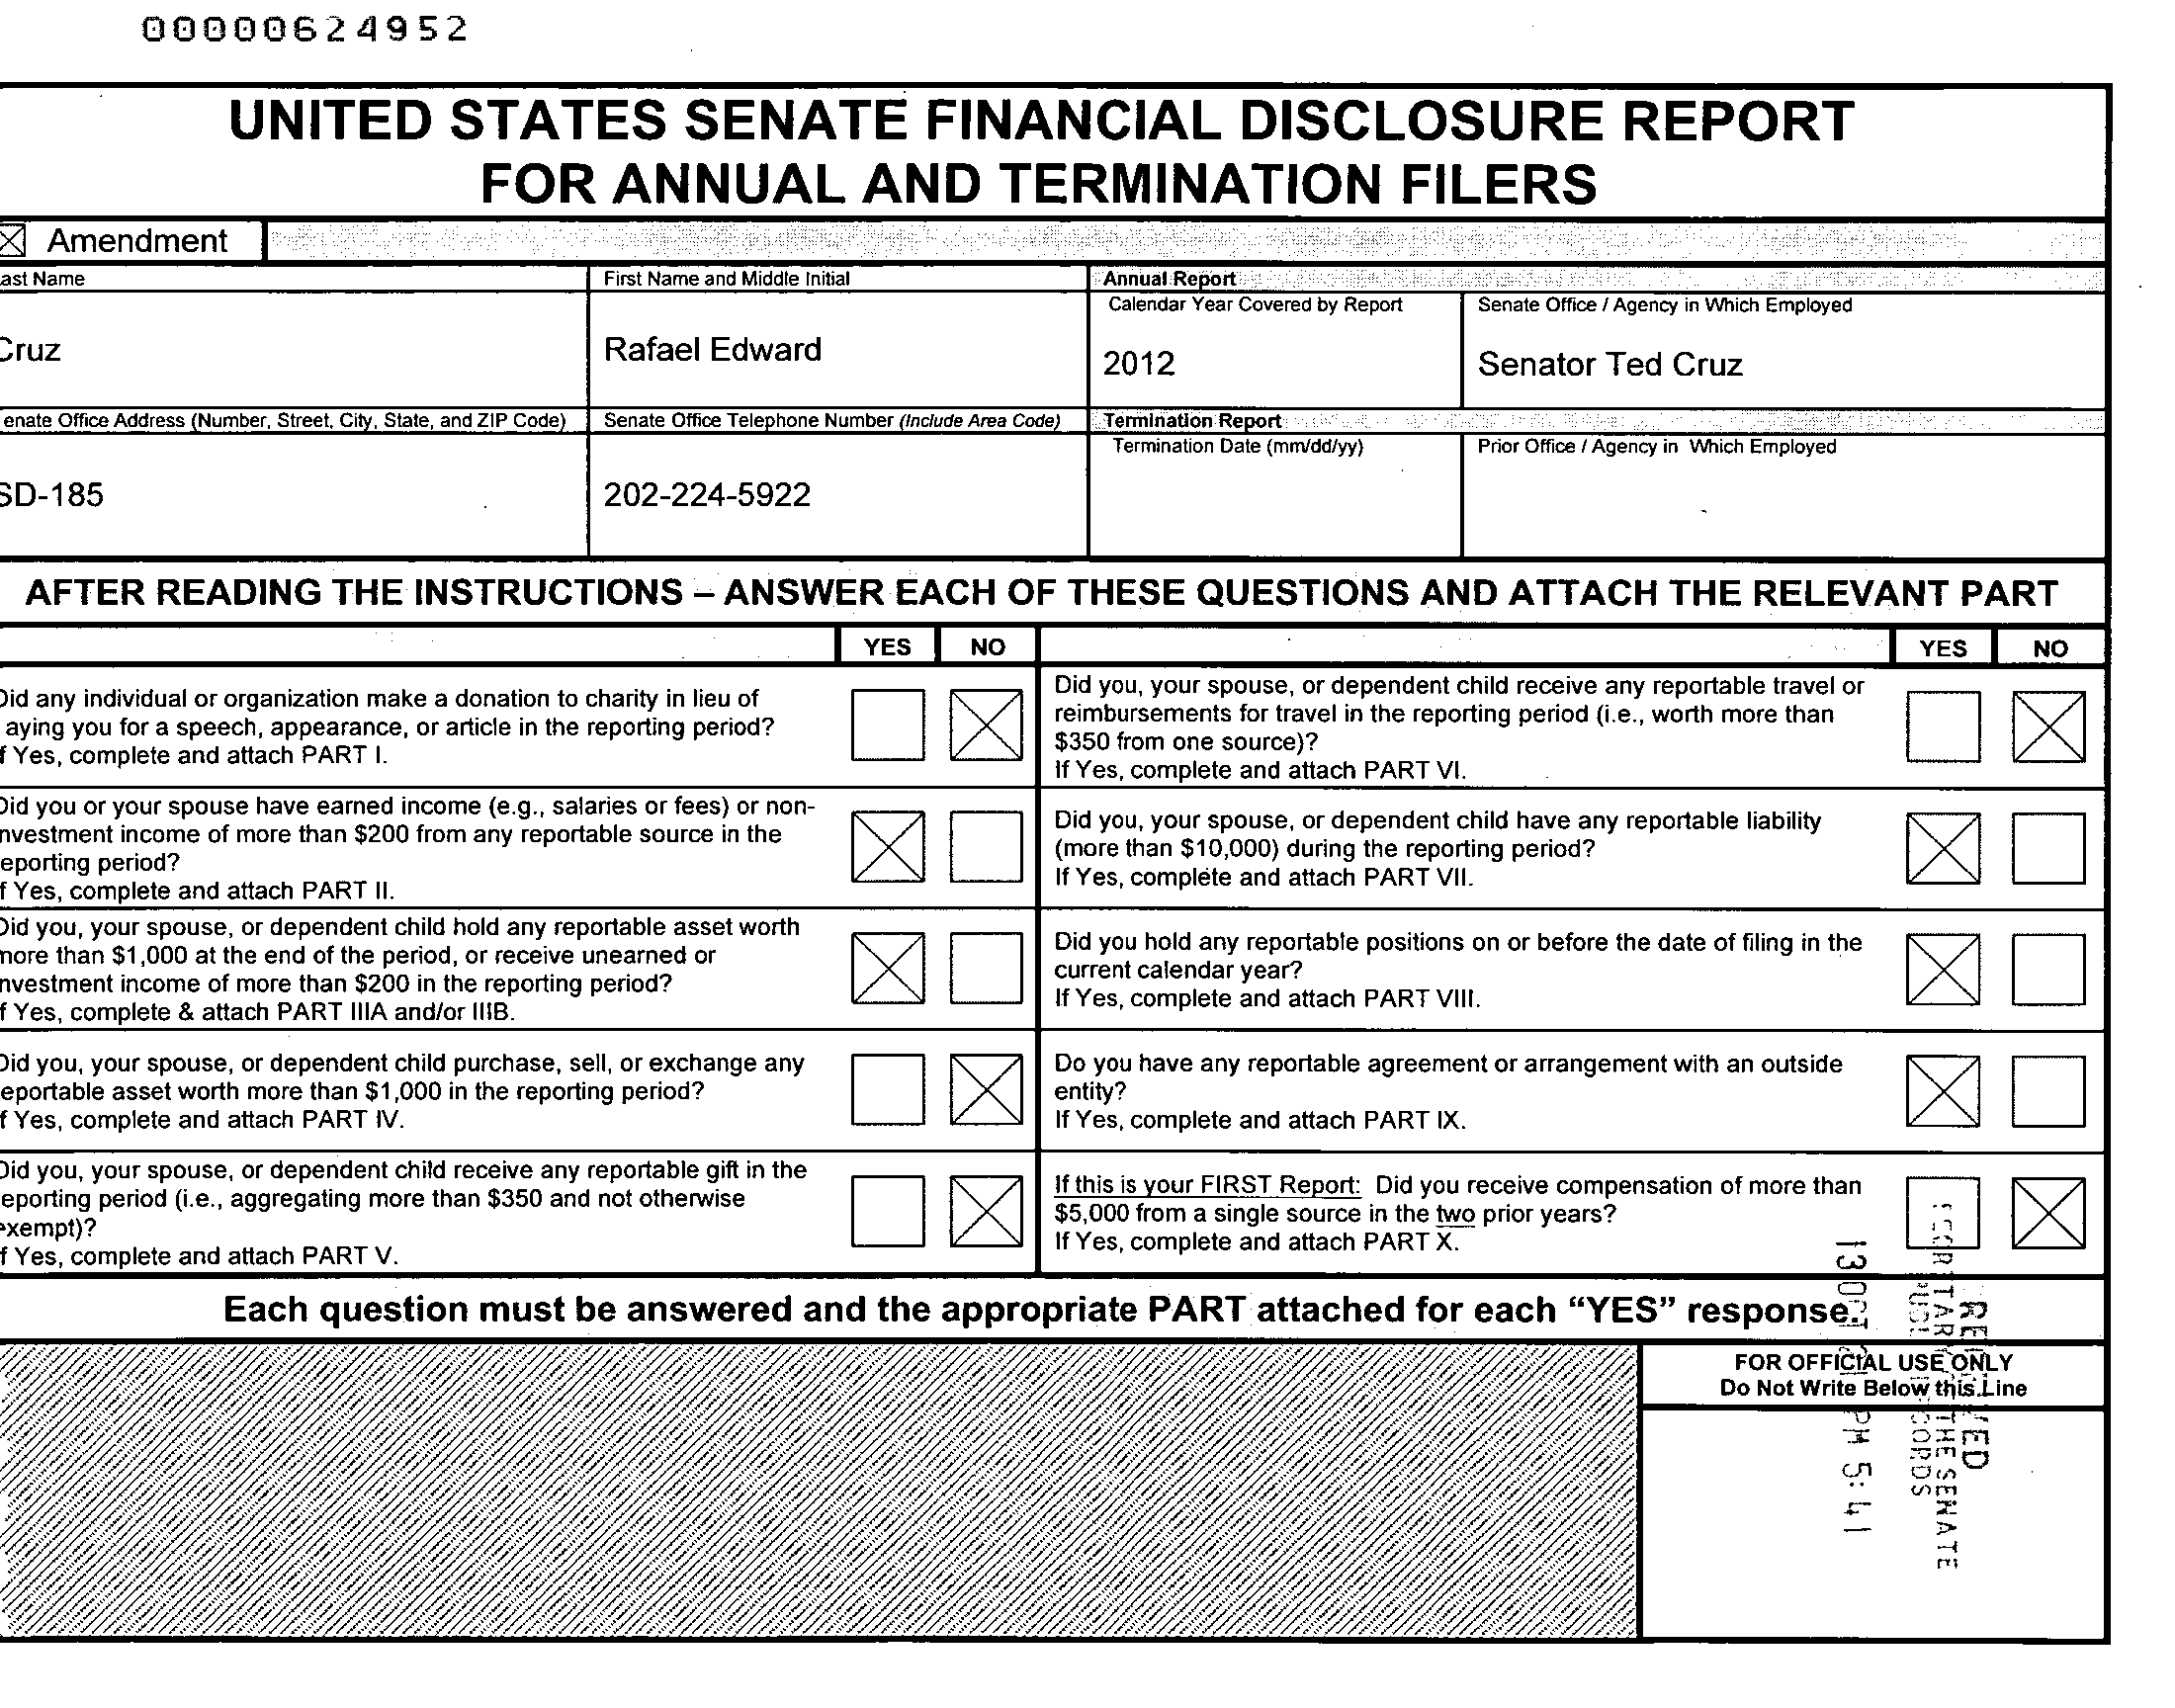 00000624952
UNITED STATES SENATE FINANCIAL DISCLOSURE REPORT
FOR ANNUAL AND TERMINATION FILERS
Amendment
ast Name
First Name and Middle Initial
Annual Report
Calendar Year Covered by Report
Senate Office / Agency in Which Employed
Cruz
Rafael Edward
2012
Senator Ted Cruz
enate Office Address (Number, Street, City, State, and ZIP Code)
Senate Office Telephone Number (Include Area Code)
Termination Report
Termination Date (mm/dd/yy)
Prior Office / Agency in Which Employed
SD-185
202-224-5922
AFTER READING THE INSTRUCTIONS – ANSWER EACH OF THESE QUESTIONS AND ATTACH THE RELEVANT PART
YES NO
Did any individual or organization make a donation to charity in lieu of
aying you for a speech, appearance, or article in the reporting period?
f Yes, complete and attach PART I.
Did you or your spouse have earned income (e.g., salaries or fees) or non-
nvestment income of more than $200 from any reportable source in the
eporting period?
f Yes, complete and attach PART II.
Did you, your spouse, or dependent child hold any reportable asset worth
more than $1,000 at the end of the period, or receive unearned or
nvestment income of more than $200 in the reporting period?
f Yes, complete & attach PART IIIA and/or IIIB.
Did you, your spouse, or dependent child purchase, sell, or exchange any
eportable asset worth more than $1,000 in the reporting period?
f Yes, complete and attach PART IV.
Did you, your spouse, or dependent child receive any reportable gift in the
eporting period (i.e., aggregating more than $350 and not otherwise
exempt)?
f Yes, complete and attach PART V.
YES NO
Did you, your spouse, or dependent child receive any reportable travel or
reimbursements for travel in the reporting period (i.e., worth more than
$350 from one source)?
If Yes, complete and attach PART VI.
Did you, your spouse, or dependent child have any reportable liability
(more than $10,000) during the reporting period?
If Yes, complete and attach PART VII.
Did you hold any reportable positions on or before the date of filing in the
current calendar year?
If Yes, complete and attach PART VIII.
Do you have any reportable agreement or arrangement with an outside
entity?
If Yes, complete and attach PART IX.
If this is your FIRST Report: Did you receive compensation of more than
$5,000 from a single source in the two prior years?
If Yes, complete and attach PART X.
Each question must be answered and the appropriate PART attached for each “YES” response.
FOR OFFICIAL USE ONLY
Do Not Write Below this Line
THE SENATE
13 OCT PM 5:41